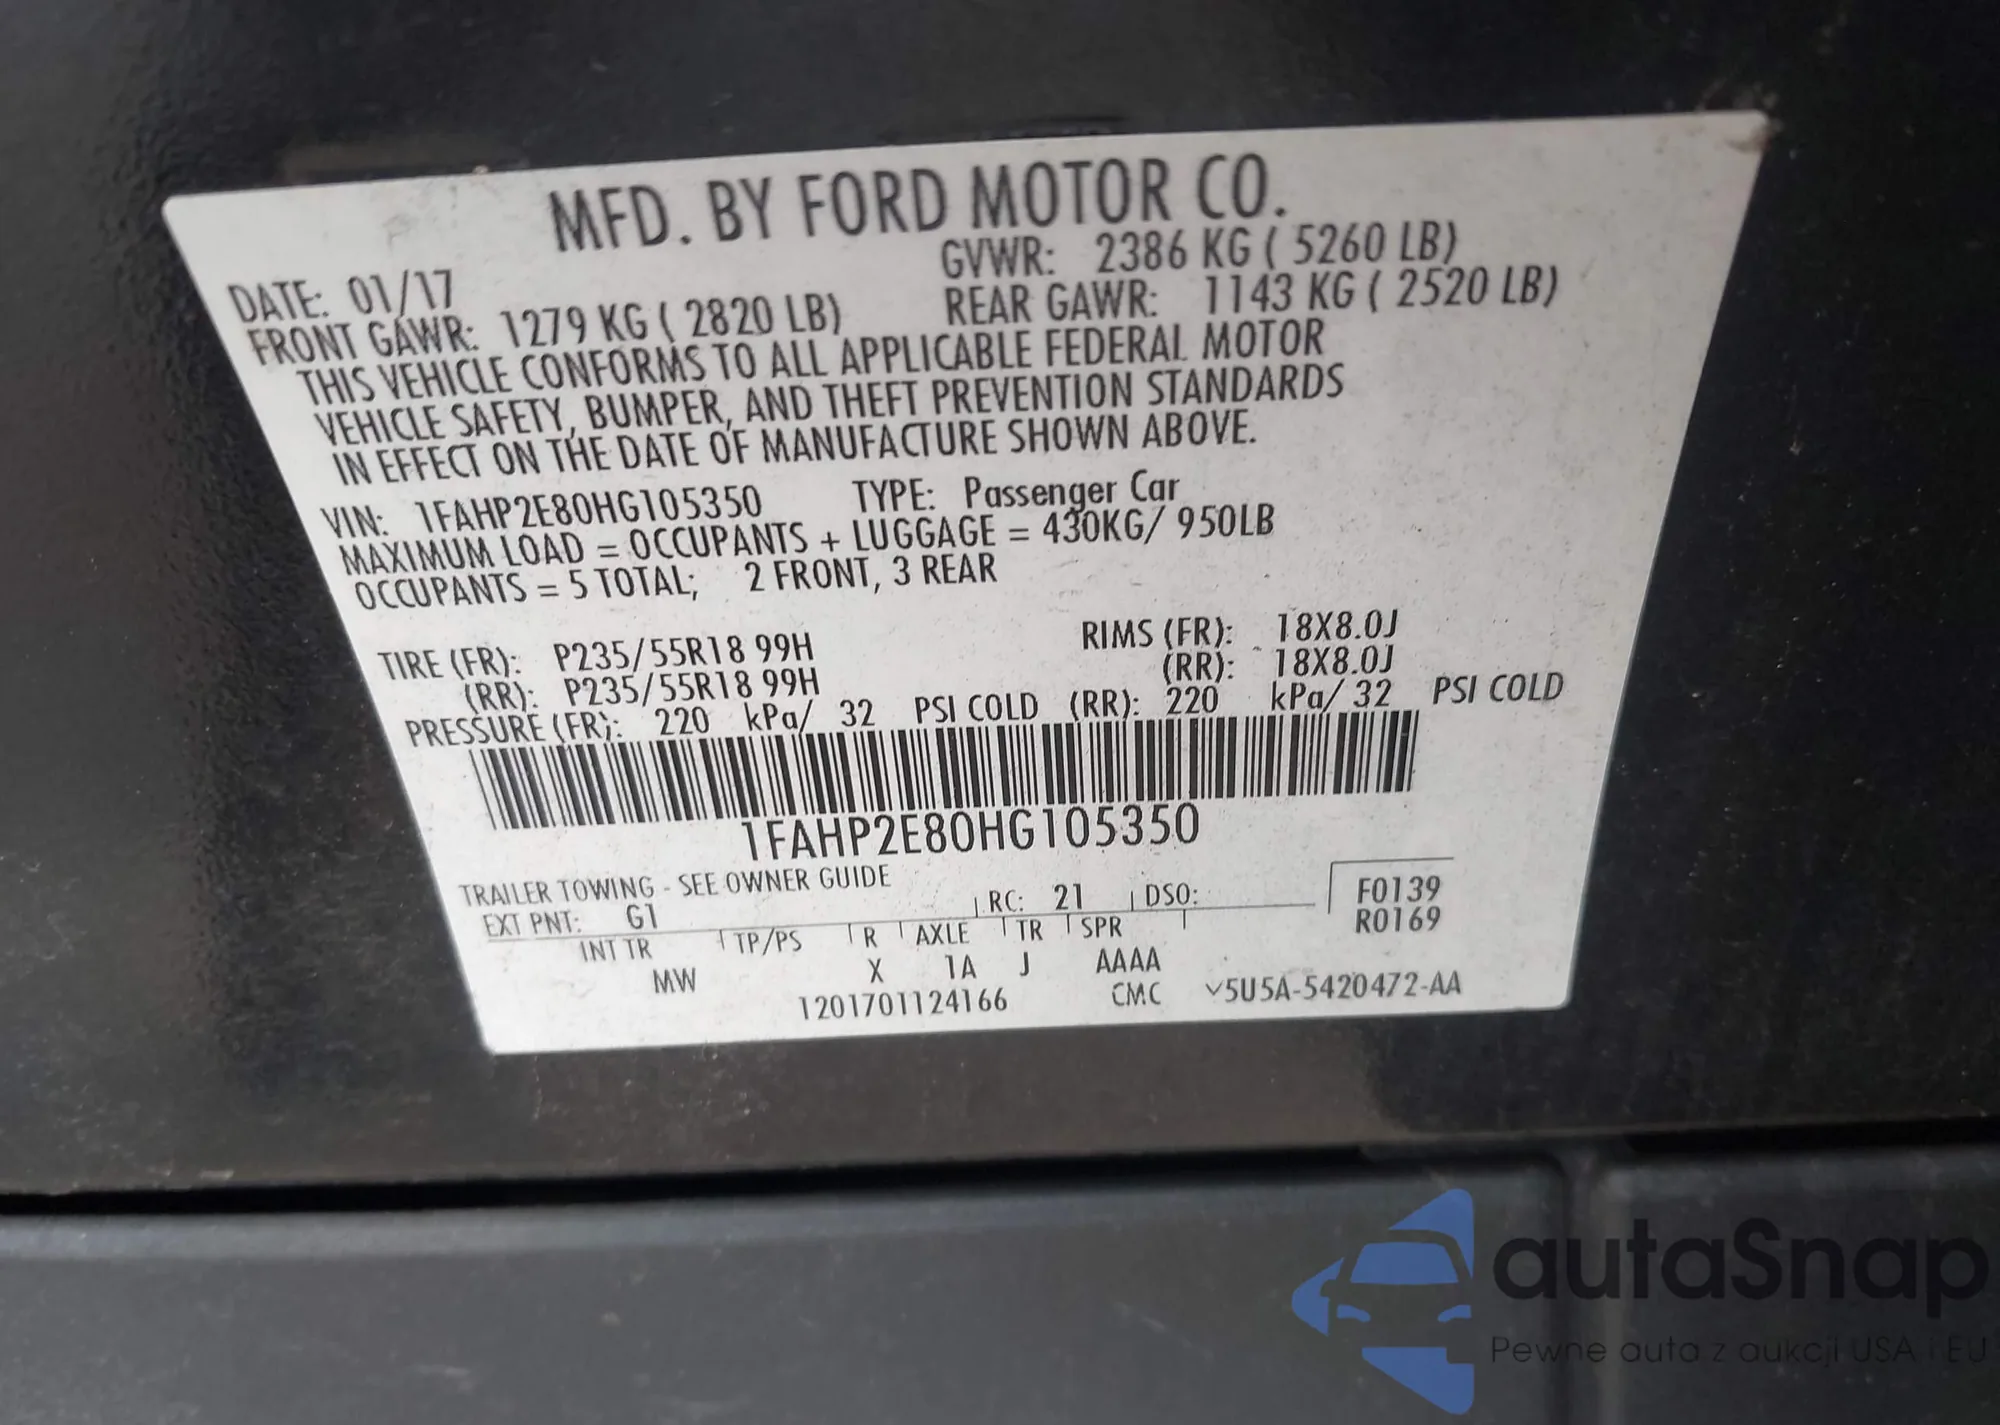 MFD. BY FORD MOTOR CO.
DATE: 01/17 GVWR: 2386 KG ( 5260 LB)
FRONT GAWR: 1279 KG ( 2820 LB) REAR GAWR: 1143 KG ( 2520 LB)
THIS VEHICLE CONFORMS TO ALL APPLICABLE FEDERAL MOTOR
VEHICLE SAFETY, BUMPER, AND THEFT PREVENTION STANDARDS
IN EFFECT ON THE DATE OF MANUFACTURE SHOWN ABOVE.
VIN: 1FAHP2E80HG105350 TYPE: Passenger Car
MAXIMUM LOAD = OCCUPANTS + LUGGAGE = 430KG/ 950LB
OCCUPANTS = 5 TOTAL; 2 FRONT, 3 REAR
TIRE (FR): P235/55R18 99H RIMS (FR): 18X8.0J
(RR): P235/55R18 99H (RR): 18X8.0J
PRESSURE (FR): 220 kPa/ 32 PSI COLD (RR): 220 kPa/ 32 PSI COLD
1FAHP2E80HG105350
TRAILER TOWING - SEE OWNER GUIDE
EXT PNT: G1 RC: 21 DSO: F0139
INT TR TP/PS R AXLE TR SPR R0169
MW X 1A J AAAA
1201701124166 CMC V5U5A-5420472-AA
autaSnap
Pewne auta z aukcji USA i EU